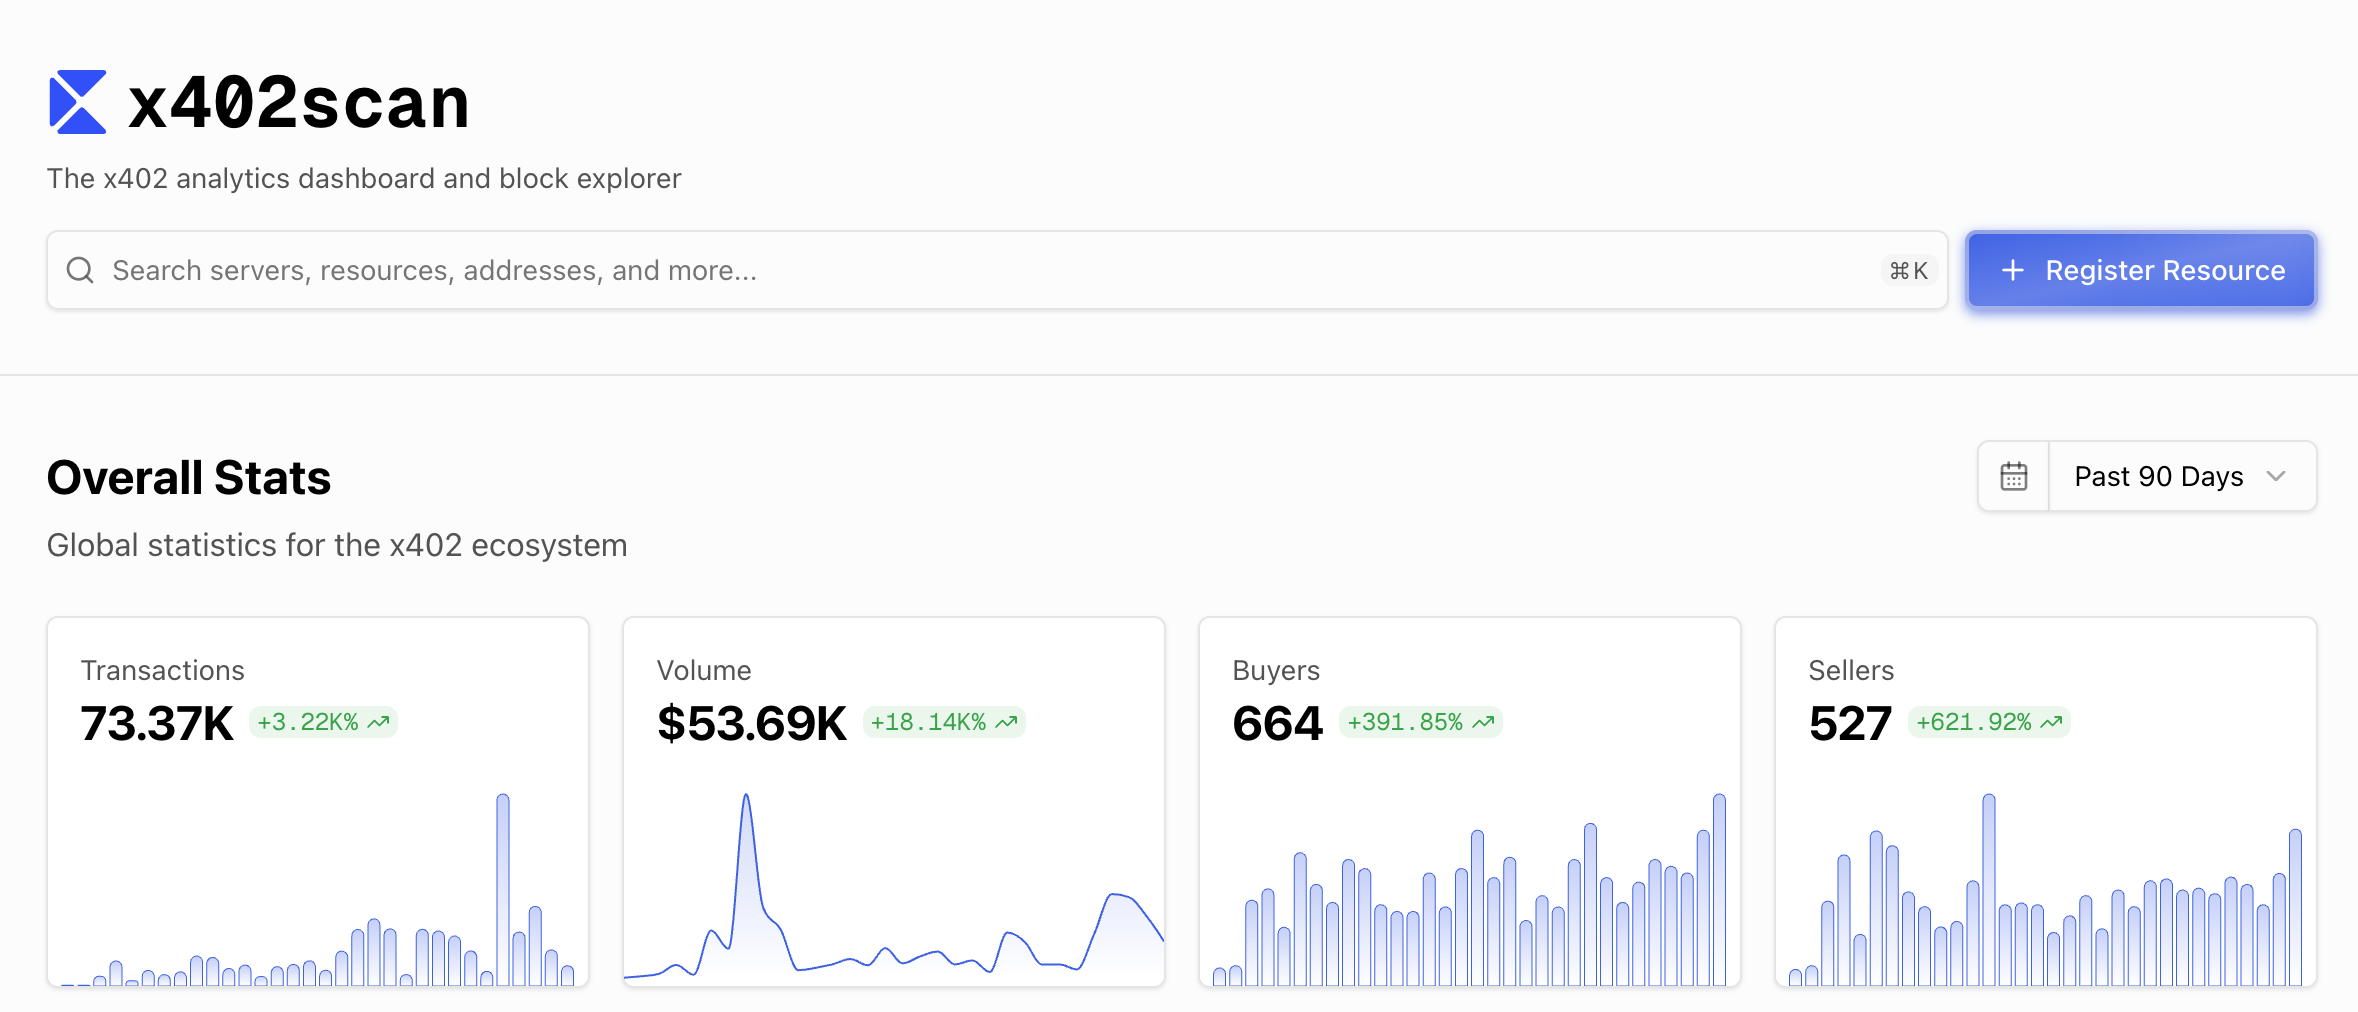 x402scan
The x402 analytics dashboard and block explorer
Search servers, resources, addresses, and more...
⌘K
+ Register Resource
Overall Stats
Past 90 Days
Global statistics for the x402 ecosystem
Transactions
73.37K +3.22K%
Volume
$53.69K +18.14K%
Buyers
664 +391.85%
Sellers
527 +621.92%